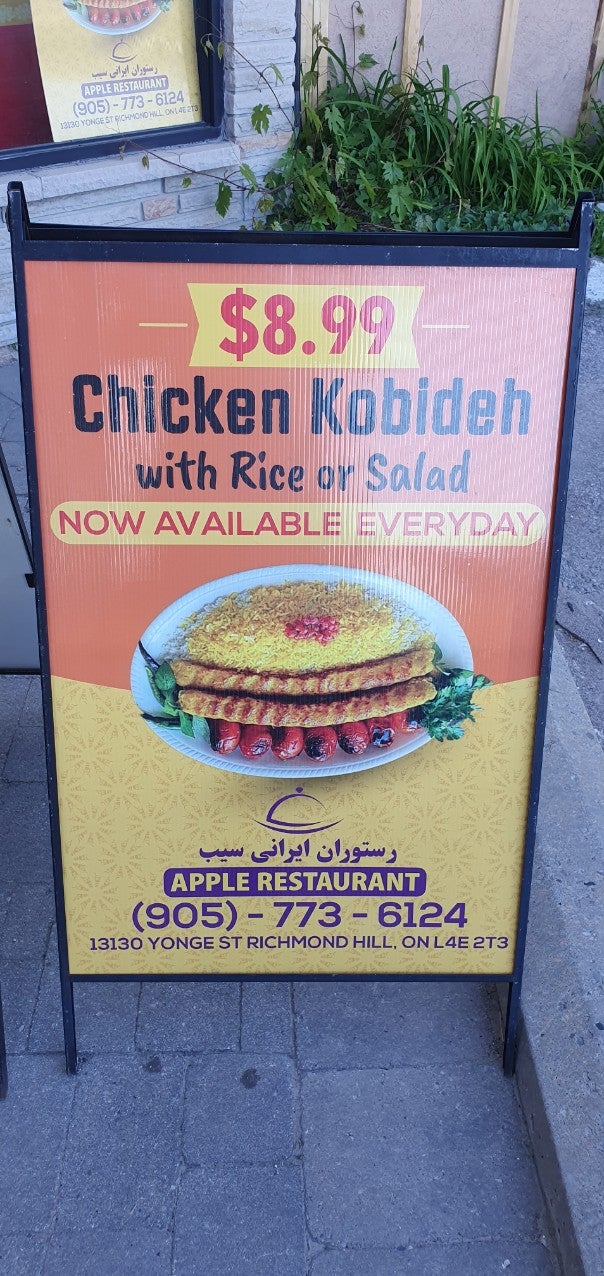 رستوران ایرانی سیب
APPLE RESTAURANT
(905) - 773 - 6124
13130 YONGE ST RICHMOND HILL, ON L4E 2T3
$8.99
Chicken Kobideh
with Rice or Salad
NOW AVAILABLE EVERYDAY
رستوران ایرانی سیب
APPLE RESTAURANT
(905) - 773 - 6124
13130 YONGE ST RICHMOND HILL, ON L4E 2T3